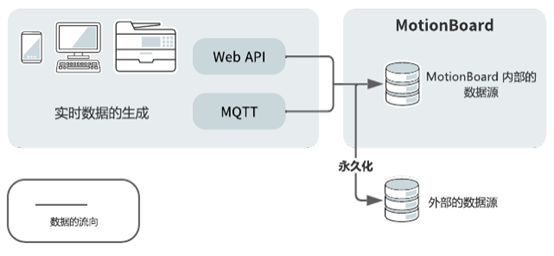 MotionBoard
Web API
MotionBoard 内部的
数据源
实时数据的生成
MQTT
永久化
外部的数据源
数据的流向